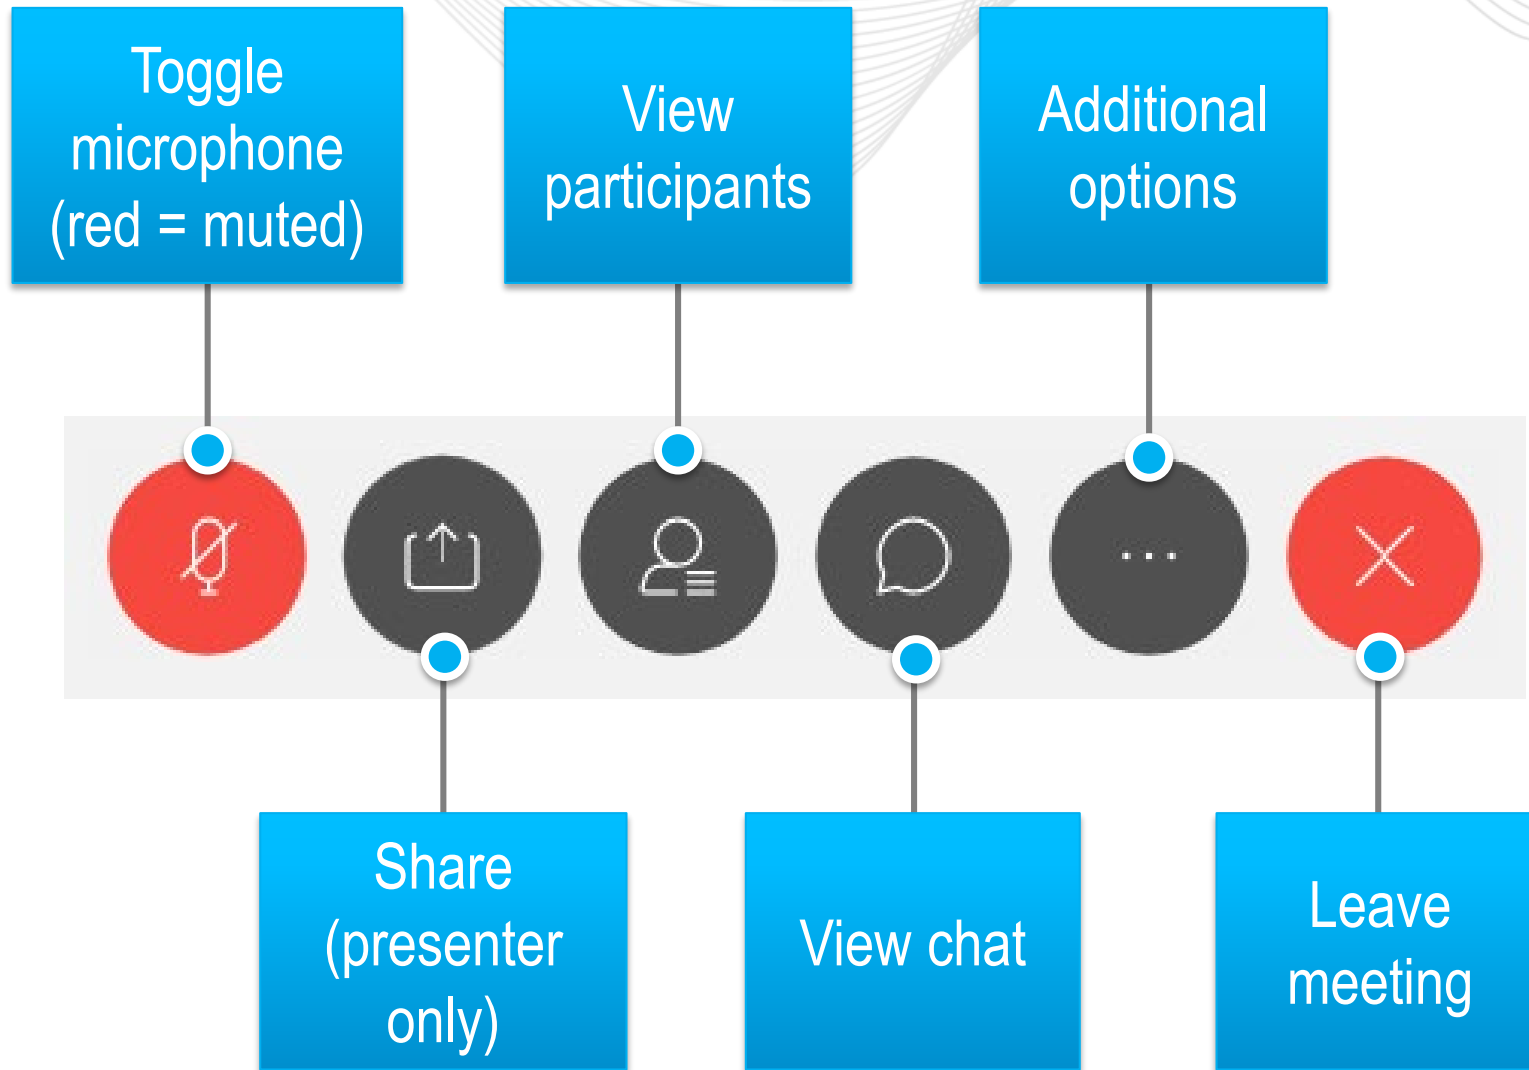 Toggle
microphone
(red = muted)
View
participants
Additional
options
Share
(presenter
only)
View chat
Leave
meeting